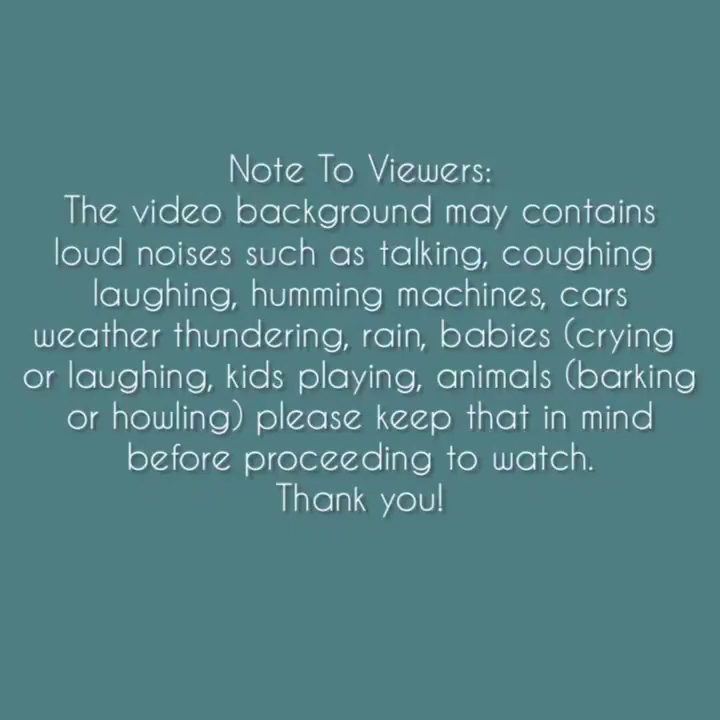 Note To Viewers:
The video background may contains
loud noises such as talking, coughing
laughing, humming machines, cars
weather thundering, rain, babies (crying
or laughing, kids playing, animals (barking
or howling) please keep that in mind
before proceeding to watch.
Thank you!